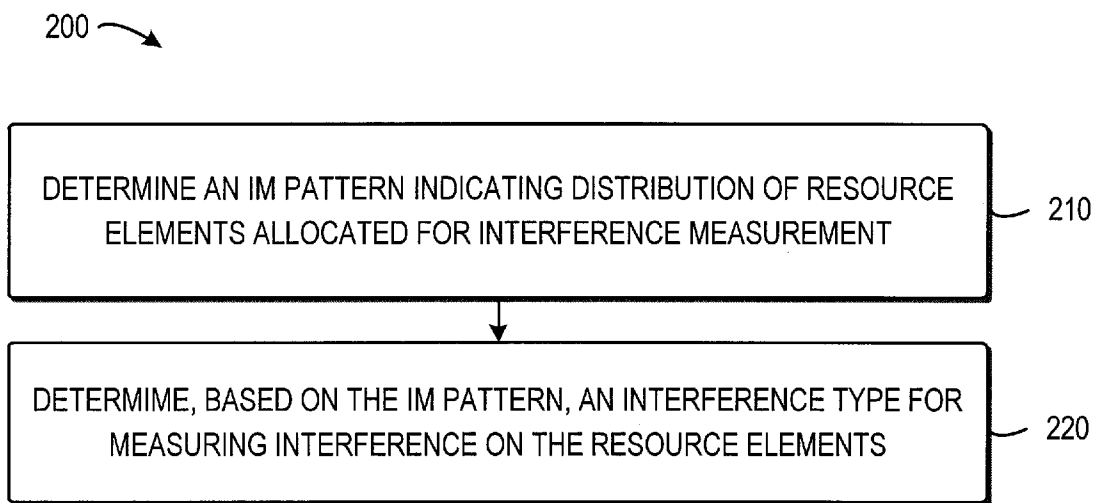 200
DETERMINE AN IM PATTERN INDICATING DISTRIBUTION OF RESOURCE
ELEMENTS ALLOCATED FOR INTERFERENCE MEASUREMENT
210
DETERMIME, BASED ON THE IM PATTERN, AN INTERFERENCE TYPE FOR
MEASURING INTERFERENCE ON THE RESOURCE ELEMENTS
220